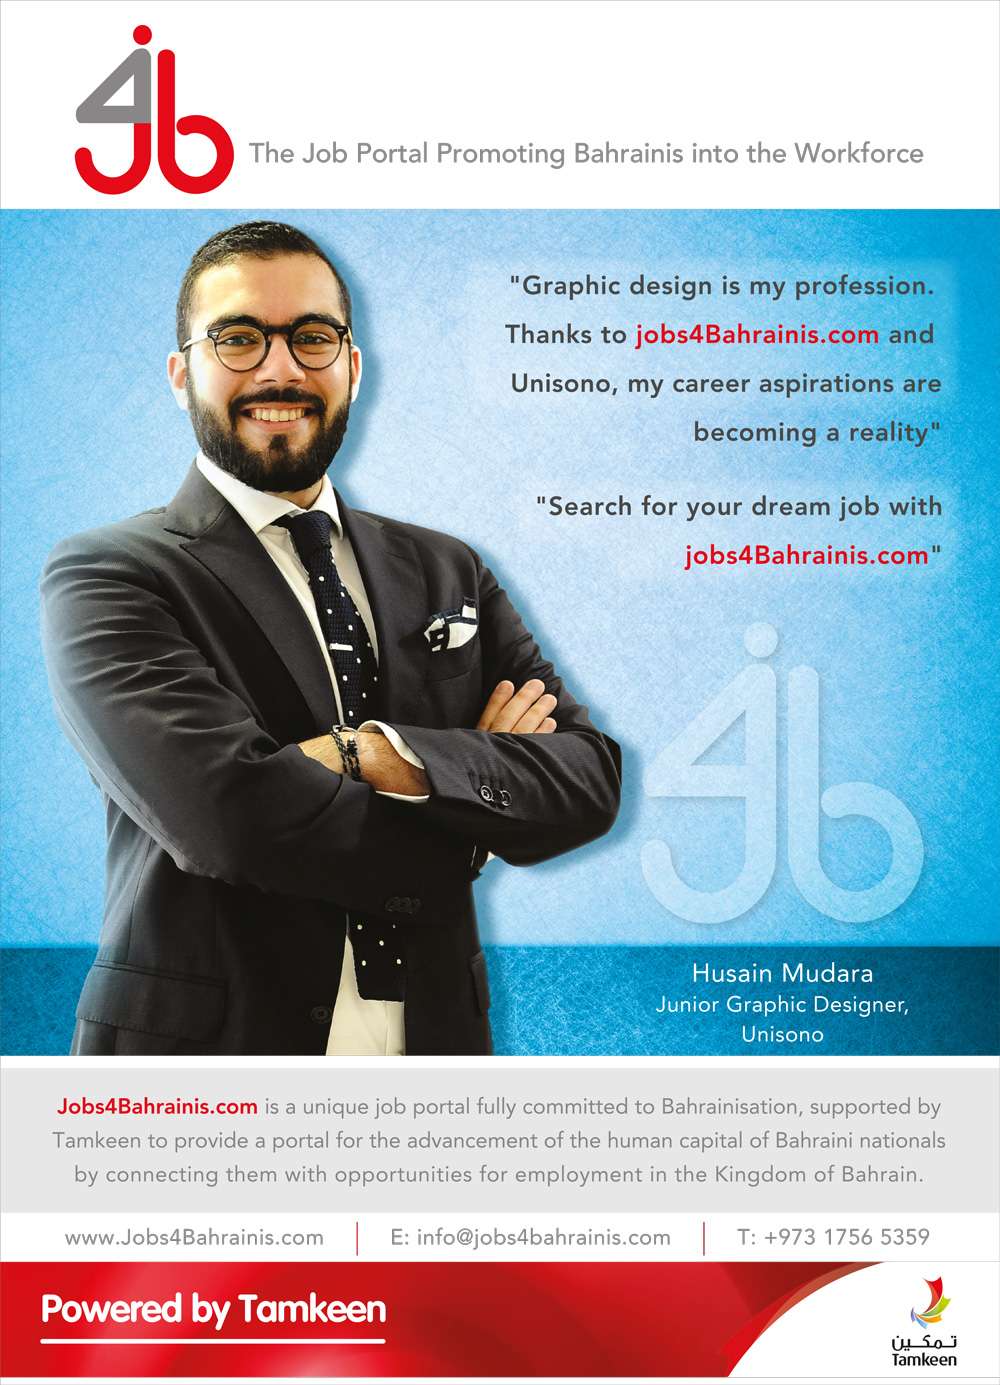 j4b
The Job Portal Promoting Bahrainis into the Workforce
"Graphic design is my profession.
Thanks to jobs4Bahrainis.com and
Unisono, my career aspirations are
becoming a reality"
"Search for your dream job with
jobs4Bahrainis.com"
j4b
Husain Mudara
Junior Graphic Designer,
Unisono
Jobs4Bahrainis.com is a unique job portal fully committed to Bahrainisation, supported by
Tamkeen to provide a portal for the advancement of the human capital of Bahraini nationals
by connecting them with opportunities for employment in the Kingdom of Bahrain.
www.Jobs4Bahrainis.com | E: info@jobs4bahrainis.com | T: +973 1756 5359
Powered by Tamkeen
تمكين
Tamkeen